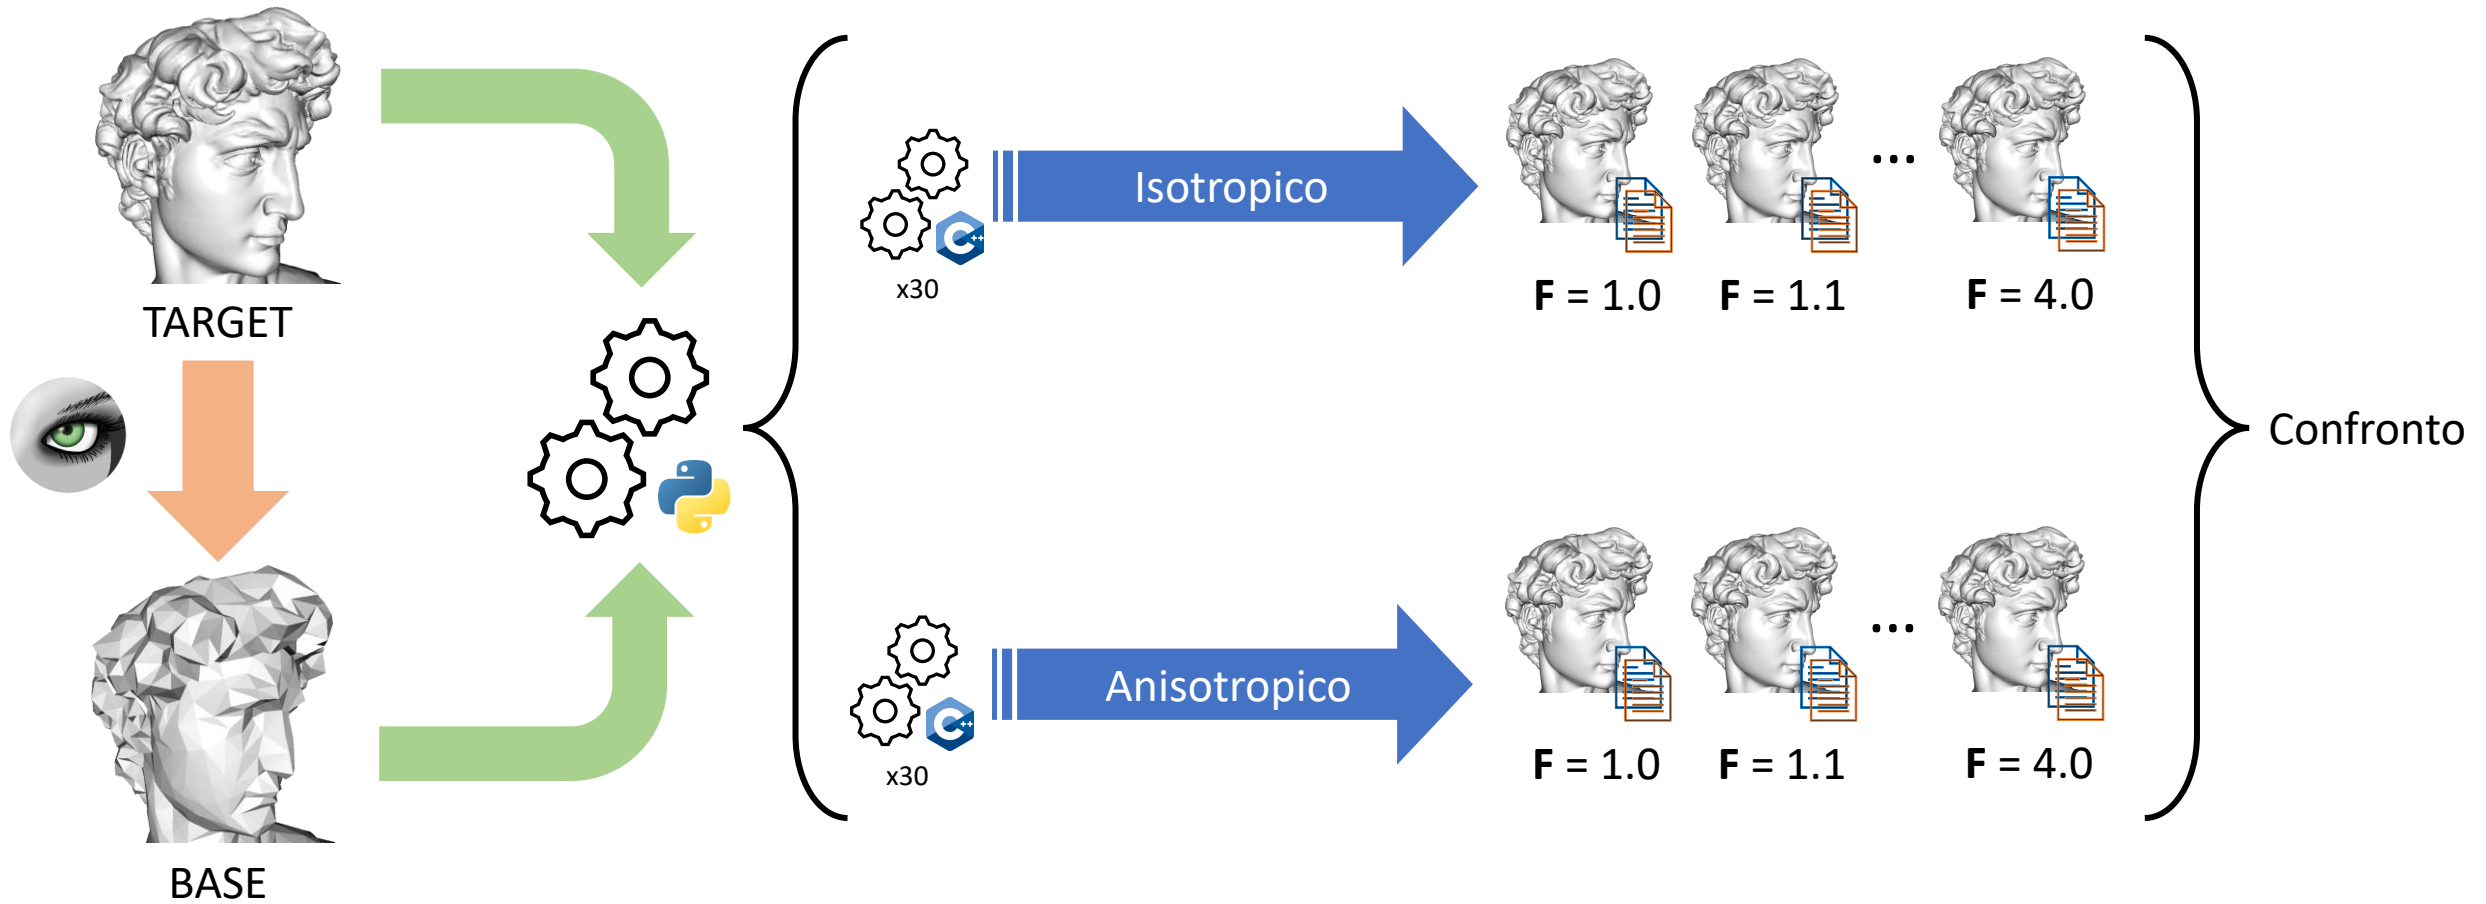 TARGET
BASE
x30
Isotropico
...
F = 1.0
F = 1.1
F = 4.0
x30
Anisotropico
...
F = 1.0
F = 1.1
F = 4.0
Confronto
C++
C++